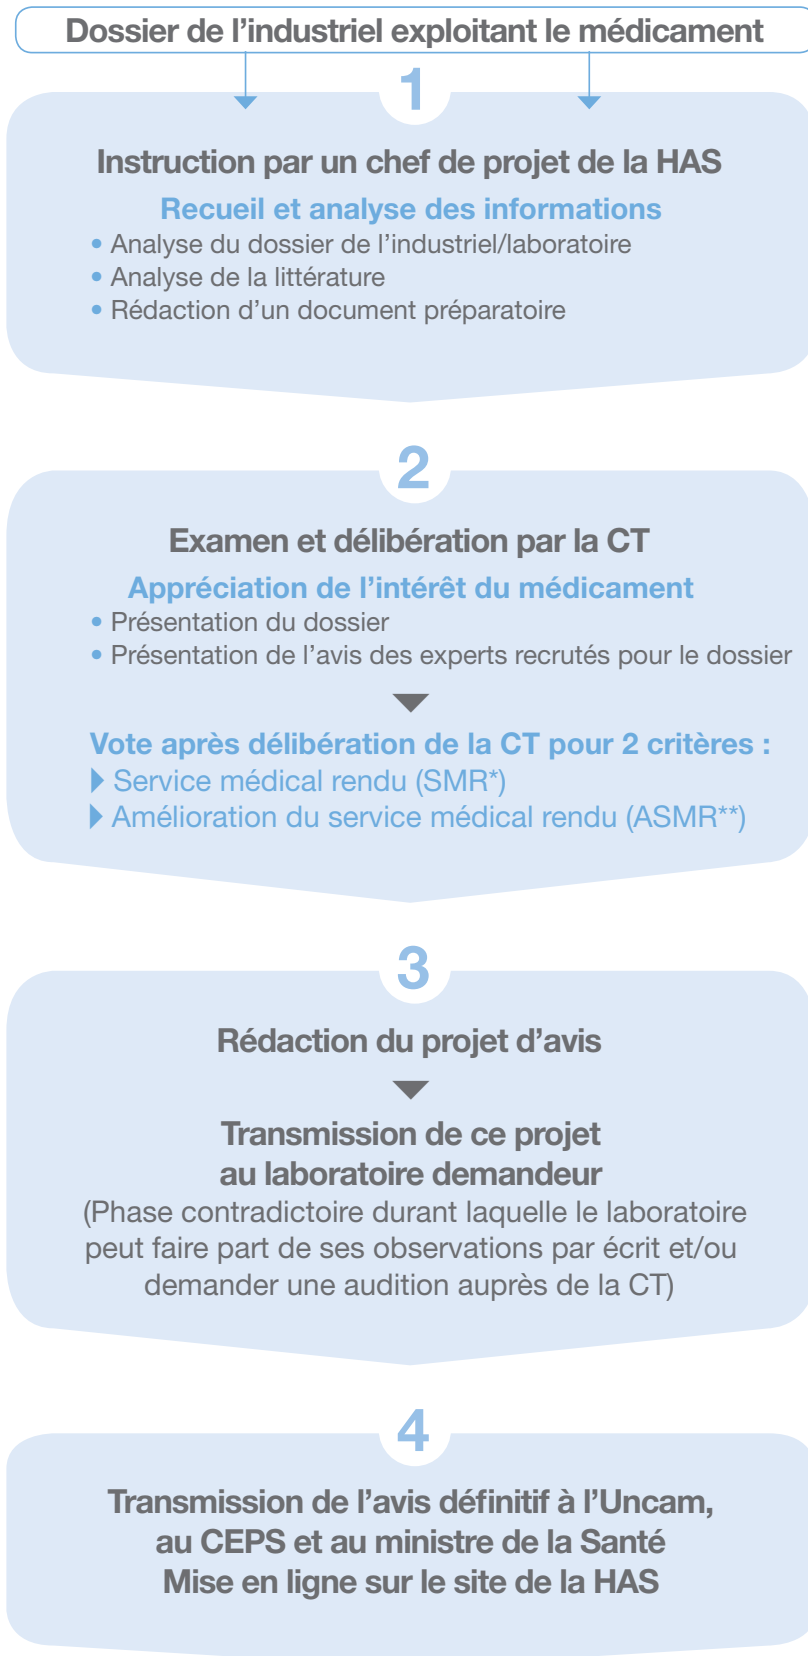 Dossier de l’industriel exploitant le médicament
1
Instruction par un chef de projet de la HAS
Recueil et analyse des informations
• Analyse du dossier de l’industriel/laboratoire
• Analyse de la littérature
• Rédaction d’un document préparatoire
2
Examen et délibération par la CT
Appréciation de l’intérêt du médicament
• Présentation du dossier
• Présentation de l’avis des experts recrutés pour le dossier
Vote après délibération de la CT pour 2 critères :
Service médical rendu (SMR*)
Amélioration du service médical rendu (ASMR**)
3
Rédaction du projet d’avis
Transmission de ce projet
au laboratoire demandeur
(Phase contradictoire durant laquelle le laboratoire
peut faire part de ses observations par écrit et/ou
demander une audition auprès de la CT)
4
Transmission de l’avis définitif à l’Uncam,
au CEPS et au ministre de la Santé
Mise en ligne sur le site de la HAS